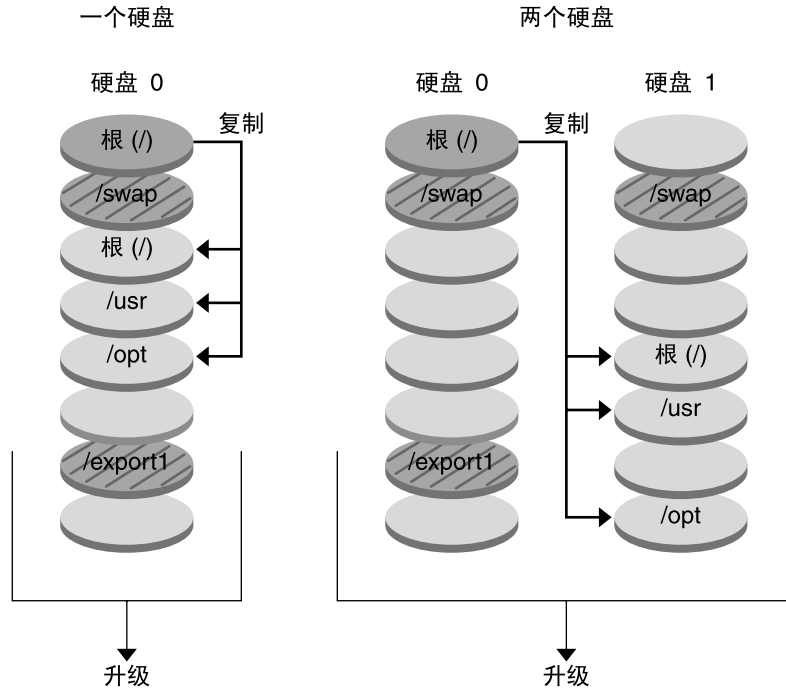 一个硬盘
硬盘 0
复制
根 (/)
/swap
根 (/)
/usr
/opt
/export1
升级
两个硬盘
硬盘 0
硬盘 1
复制
根 (/)
/swap
/swap
根 (/)
/usr
/export1
/opt
升级